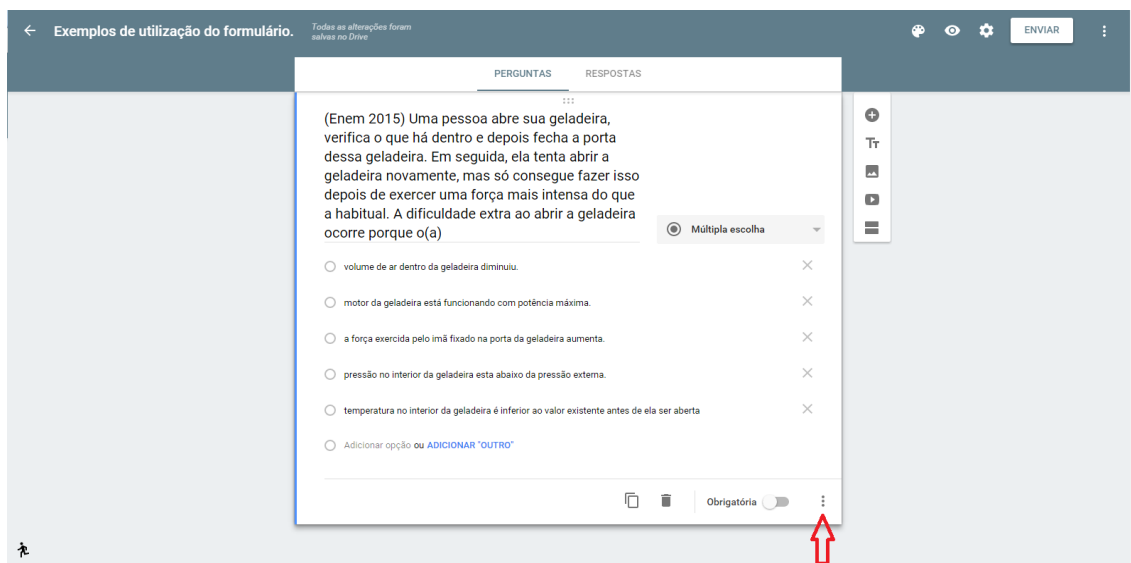 Exemplos de utilização do formulário.
Todas as alterações foram
salvas no Drive
ENVIAR
PERGUNTAS RESPOSTAS
(Enem 2015) Uma pessoa abre sua geladeira,
verifica o que há dentro e depois fecha a porta
dessa geladeira. Em seguida, ela tenta abrir a
geladeira novamente, mas só consegue fazer isso
depois de exercer uma força mais intensa do que
a habitual. A dificuldade extra ao abrir a geladeira
ocorre porque o(a)
Múltipla escolha
Tт
volume de ar dentro da geladeira diminuiu.
motor da geladeira está funcionando com potência máxima.
a força exercida pelo imã fixado na porta da geladeira aumenta.
pressão no interior da geladeira esta abaixo da pressão externa.
temperatura no interior da geladeira é inferior ao valor existente antes de ela ser aberta
Adicionar opção ou ADICIONAR "OUTRO"
Obrigatória